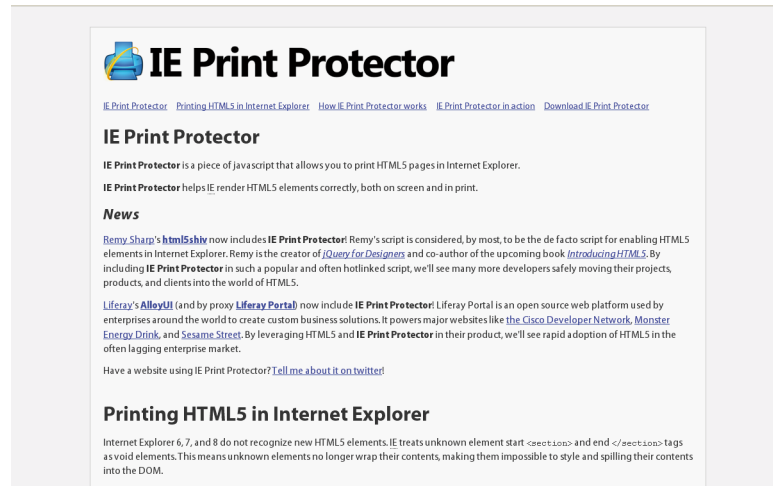 IE Print Protector
IE Print Protector Printing HTML5 in Internet Explorer How IE Print Protector works IE Print Protector in action Download IE Print Protector
IE Print Protector
IE Print Protector is a piece of javascript that allows you to print HTML5 pages in Internet Explorer.
IE Print Protector helps IE render HTML5 elements correctly, both on screen and in print.
News
Remy Sharp's html5shiv now includes IE Print Protector! Remy's script is considered, by most, to be the de facto script for enabling HTML5
elements in Internet Explorer. Remy is the creator of jQuery for Designers and co-author of the upcoming book Introducing HTML5. By
including IE Print Protector in such a popular and often hotlinked script, we'll see many more developers safely moving their projects,
products, and clients into the world of HTML5.
Liferay's AlloyUI (and by proxy Liferay Portal) now include IE Print Protector! Liferay Portal is an open source web platform used by
enterprises around the world to create custom business solutions. It powers major websites like the Cisco Developer Network, Monster
Energy Drink, and Sesame Street. By leveraging HTML5 and IE Print Protector in their product, we'll see rapid adoption of HTML5 in the
often lagging enterprise market.
Have a website using IE Print Protector? Tell me about it on twitter!
Printing HTML5 in Internet Explorer
Internet Explorer 6, 7, and 8 do not recognize new HTML5 elements. IE treats unknown element start <section> and end </section> tags
as void elements. This means unknown elements no longer wrap their contents, making them impossible to style and spilling their contents
into the DOM.